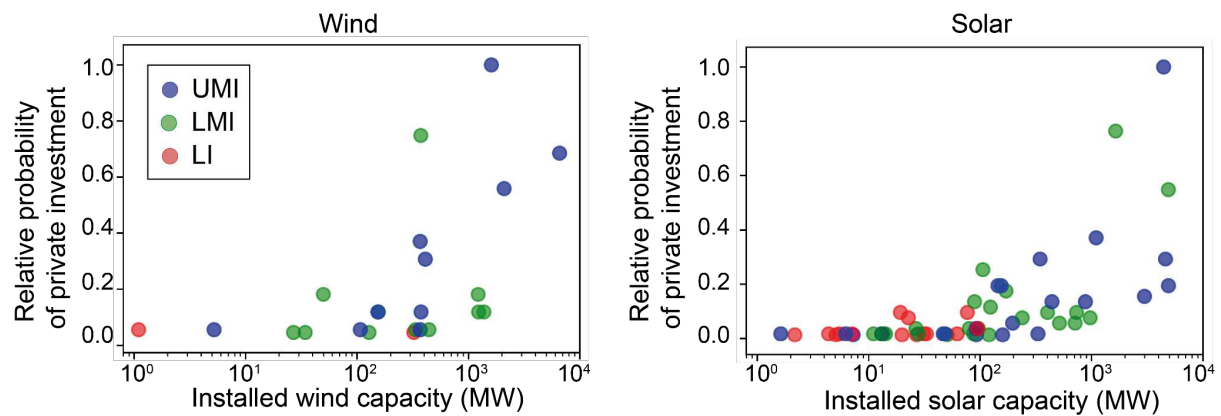 Wind
Relative probability
of private investment
1.0
0.8
0.6
0.4
0.2
0.0
UMI
LMI
LI
10⁰
10¹
10²
10³
10⁴
Installed wind capacity (MW)
Solar
Relative probability
of private investment
1.0
0.8
0.6
0.4
0.2
0.0
10⁰
10¹
10²
10³
10⁴
Installed solar capacity (MW)